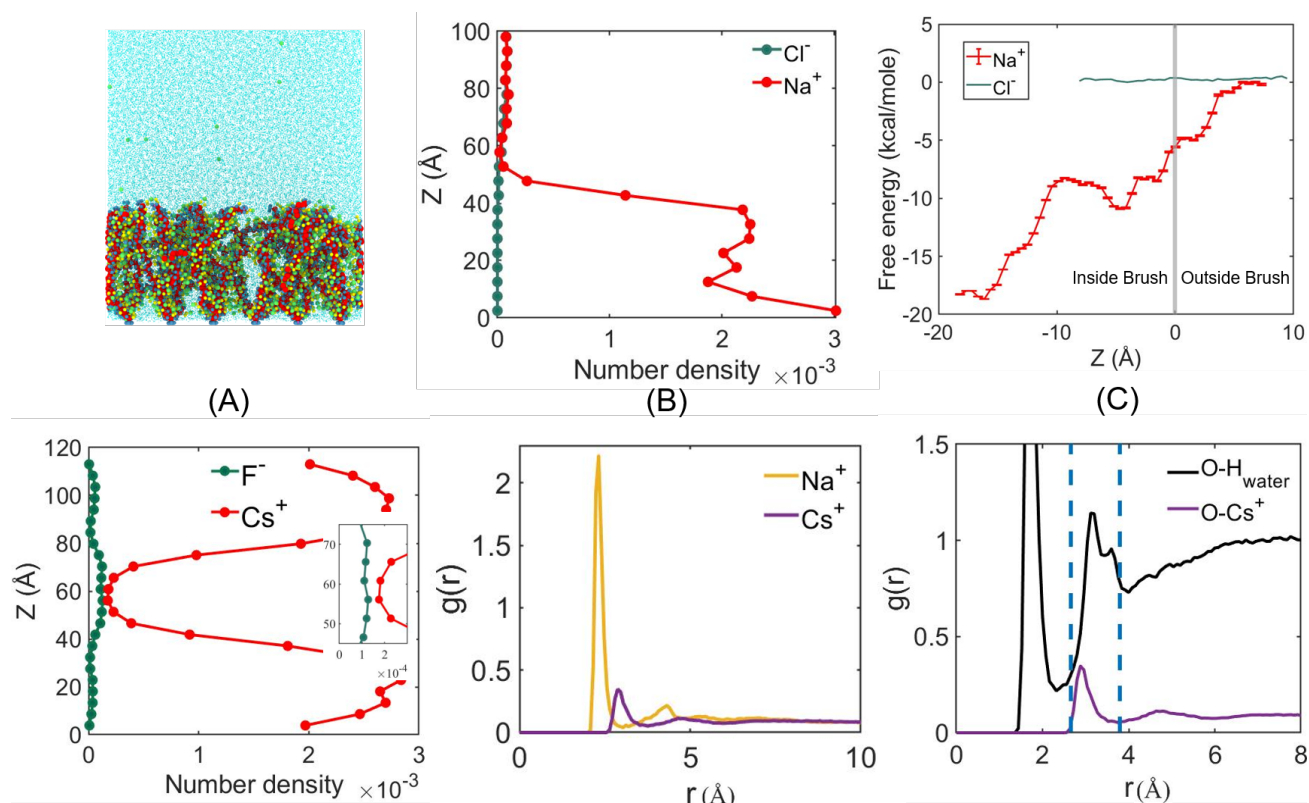 100
80
60
40
20
0
Z (Å)
Cl⁻
Na⁺
0 1 2 3
Number density ×10⁻³
5
0
-5
-10
-15
-20
Free energy (kcal/mole)
Na⁺
Cl⁻
Inside Brush Outside Brush
-20 -10 0 10
Z (Å)
(A) (B) (C)
120
100
80
60
40
20
0
Z (Å)
F⁻
Cs⁺
70
60
50
0 1 2
×10⁻⁴
0 1 2 3
Number density ×10⁻³
2
1.5
1
0.5
0
g(r)
Na⁺
Cs⁺
0 5 10
r (Å)
1.5
1
0.5
0
g(r)
O-H_water
O-Cs⁺
0 2 4 6 8
r (Å)